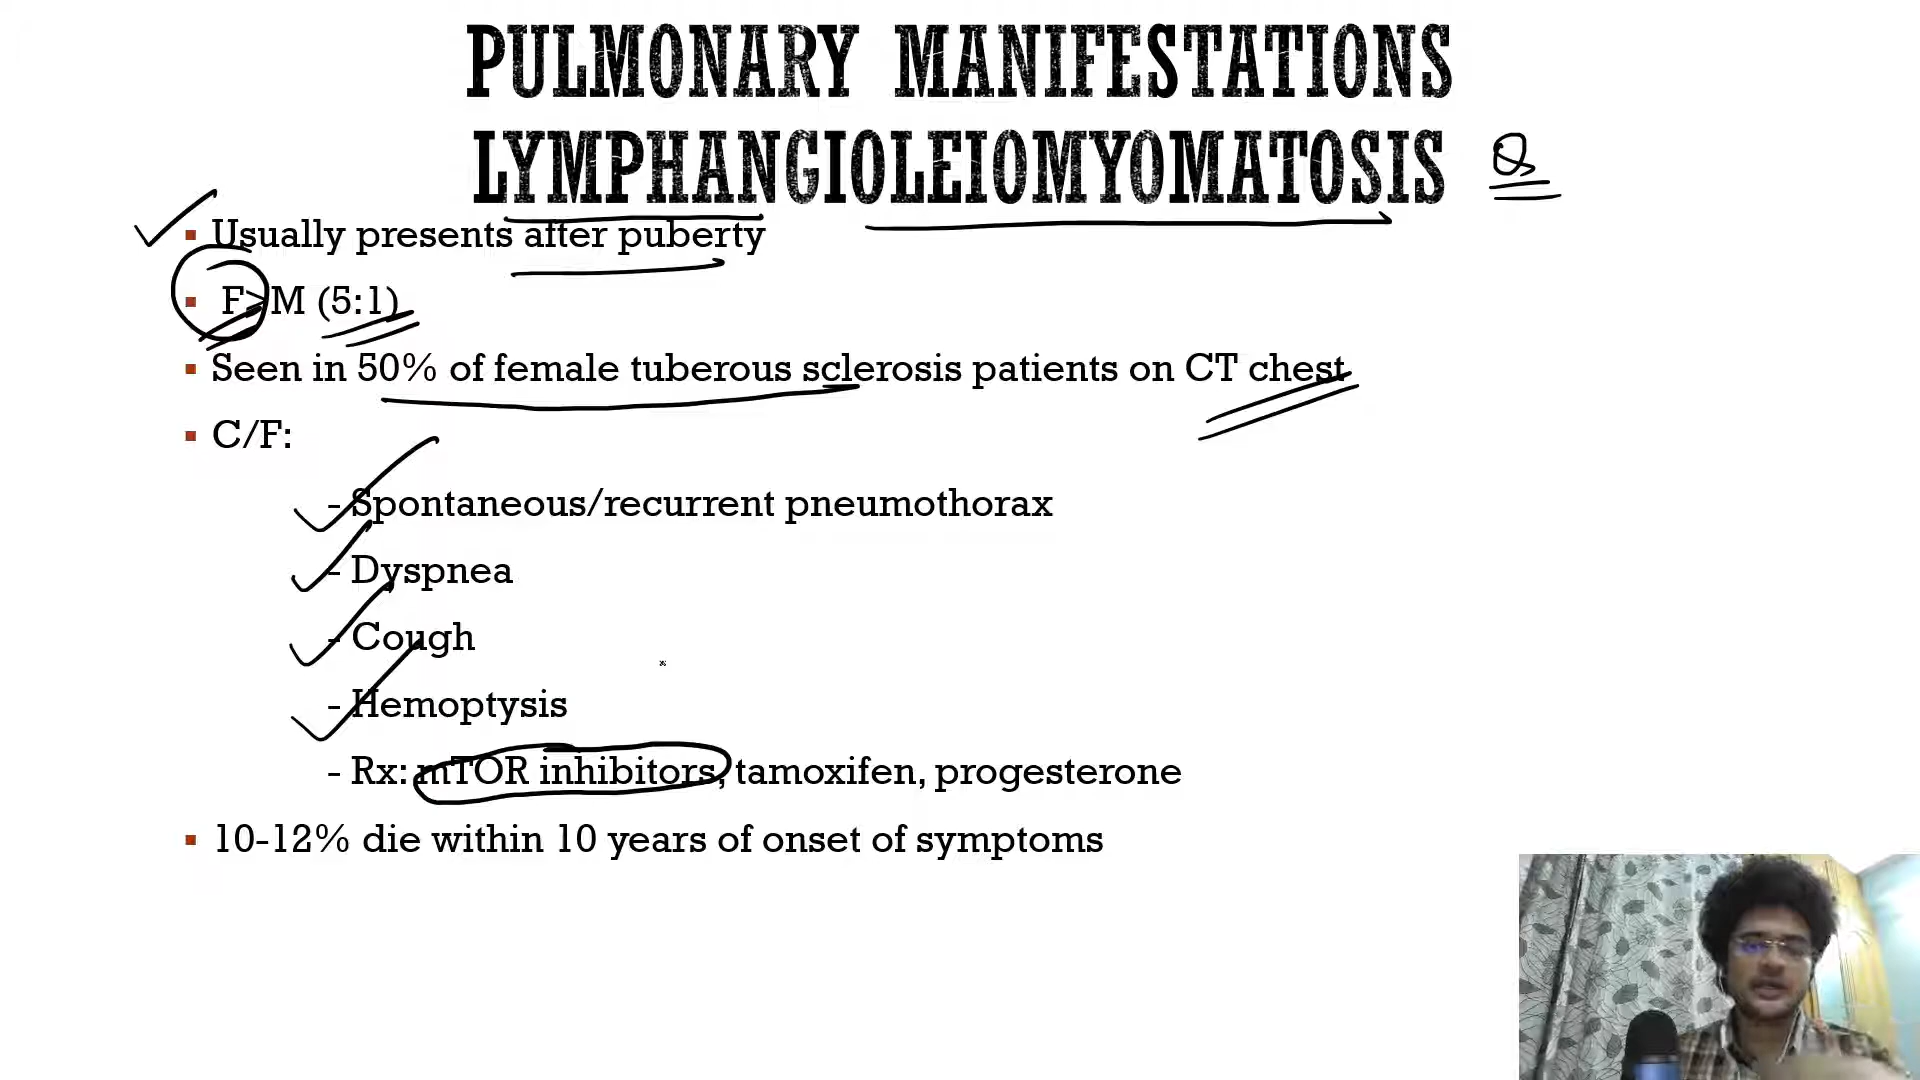 PULMONARY MANIFESTATIONS
LYMPHANGIOLEIOMYOMATOSIS
▪ Usually presents after puberty
▪ F>M (5:1)
▪ Seen in 50% of female tuberous sclerosis patients on CT chest
▪ C/F:
- Spontaneous/recurrent pneumothorax
- Dyspnea
- Cough
- Hemoptysis
- Rx: mTOR inhibitors, tamoxifen, progesterone
▪ 10-12% die within 10 years of onset of symptoms